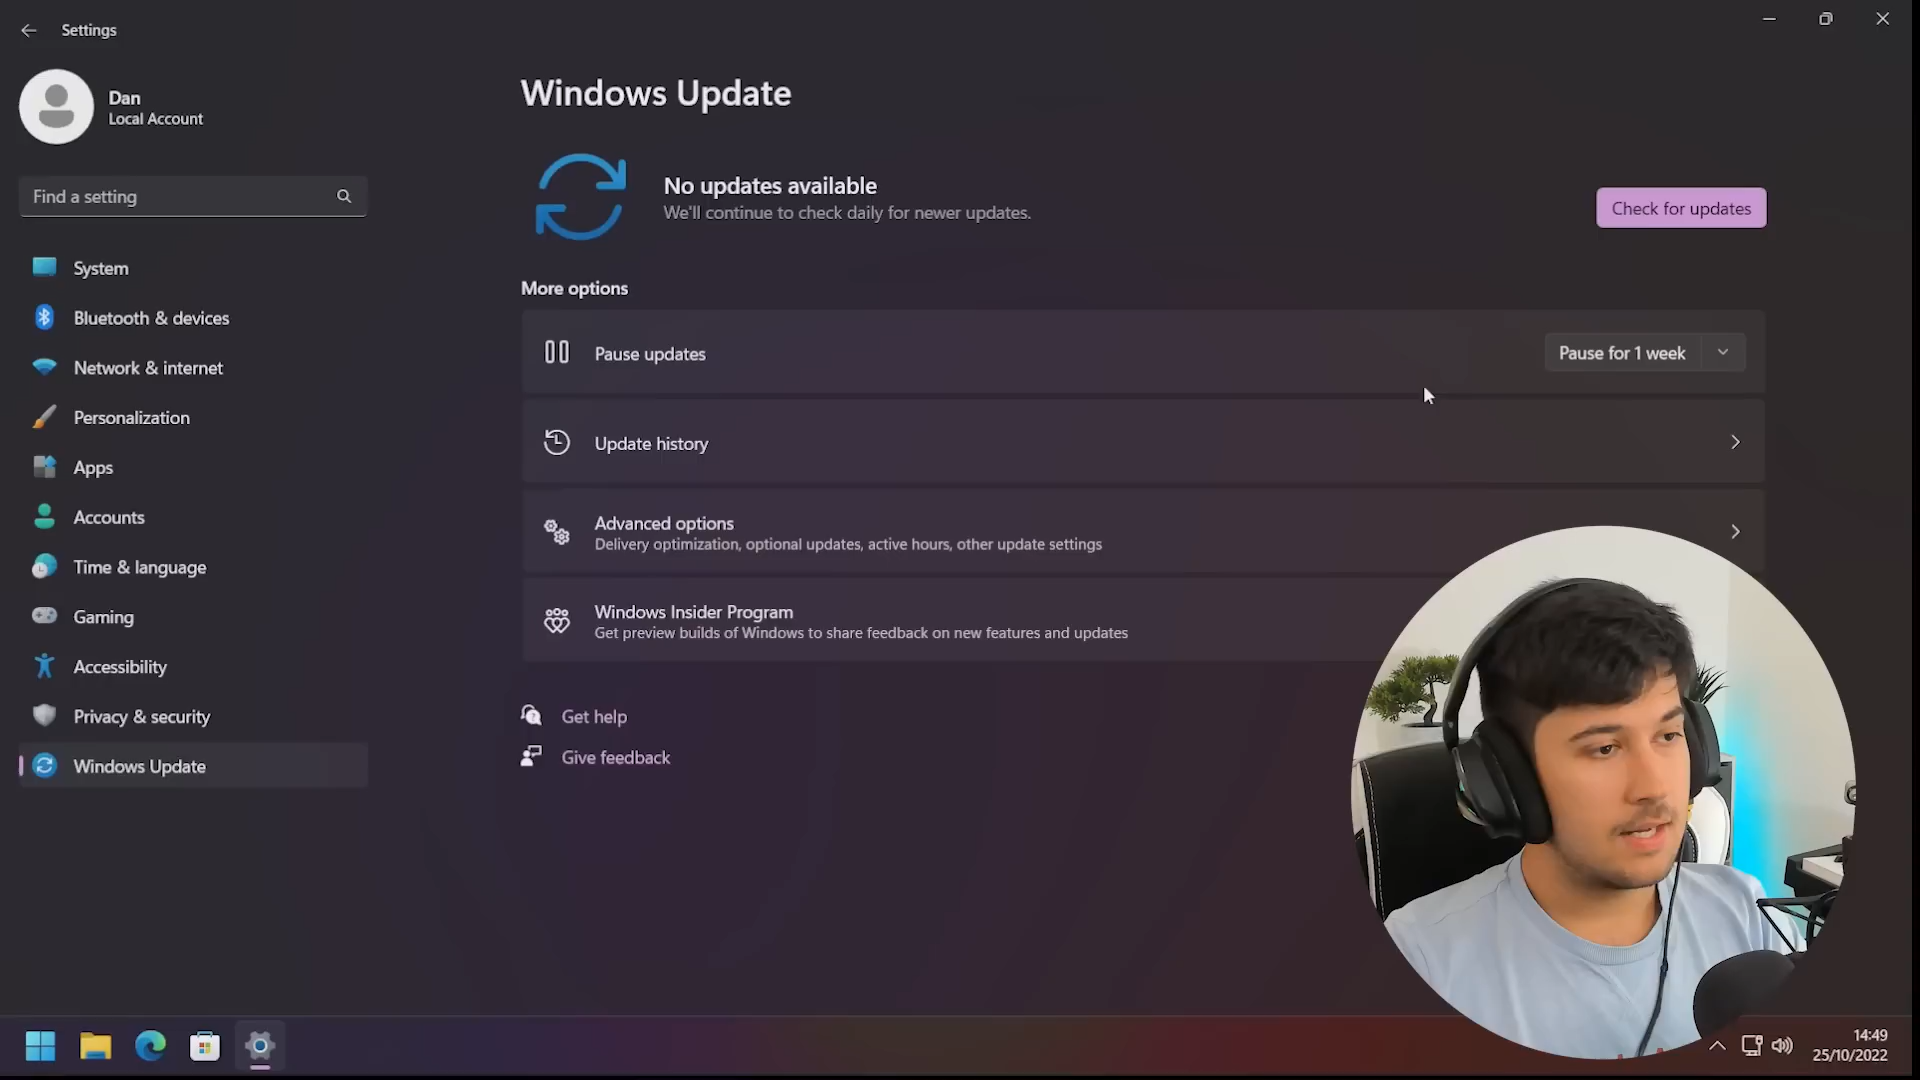 Settings
Dan
Local Account
Find a setting
System
Bluetooth & devices
Network & internet
Personalization
Apps
Accounts
Time & language
Gaming
Accessibility
Privacy & security
Windows Update
Windows Update
No updates available
We'll continue to check daily for newer updates.
Check for updates
More options
Pause updates
Pause for 1 week
Update history
Advanced options
Delivery optimization, optional updates, active hours, other update settings
Windows Insider Program
Get preview builds of Windows to share feedback on new features and updates
Get help
Give feedback
14:49
25/10/2022